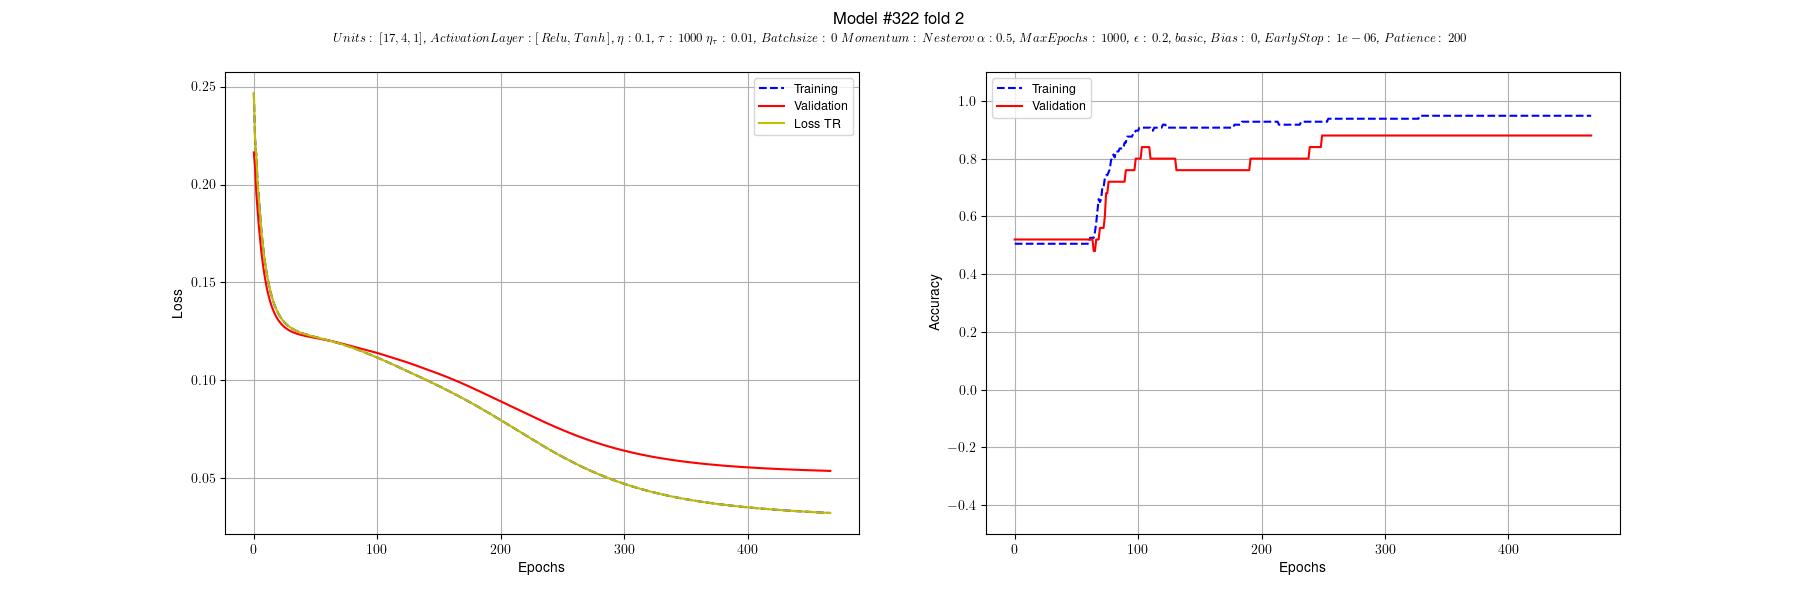 Model #322 fold 2
Units : [17, 4, 1], ActivationLayer : [Relu, Tanh], η : 0.1, τ : 1000 ητ : 0.01, Batchsize : 0 Momentum : Nesterov α : 0.5, MaxEpochs : 1000, ϵ : 0.2, basic, Bias : 0, EarlyStop : 1e − 06, Patience : 200
Training
Validation
Loss TR
0.25
0.20
0.15
0.10
0.05
Loss
0 100 200 300 400
Epochs
Training
Validation
1.0
0.8
0.6
0.4
0.2
0.0
−0.2
−0.4
Accuracy
0 100 200 300 400
Epochs